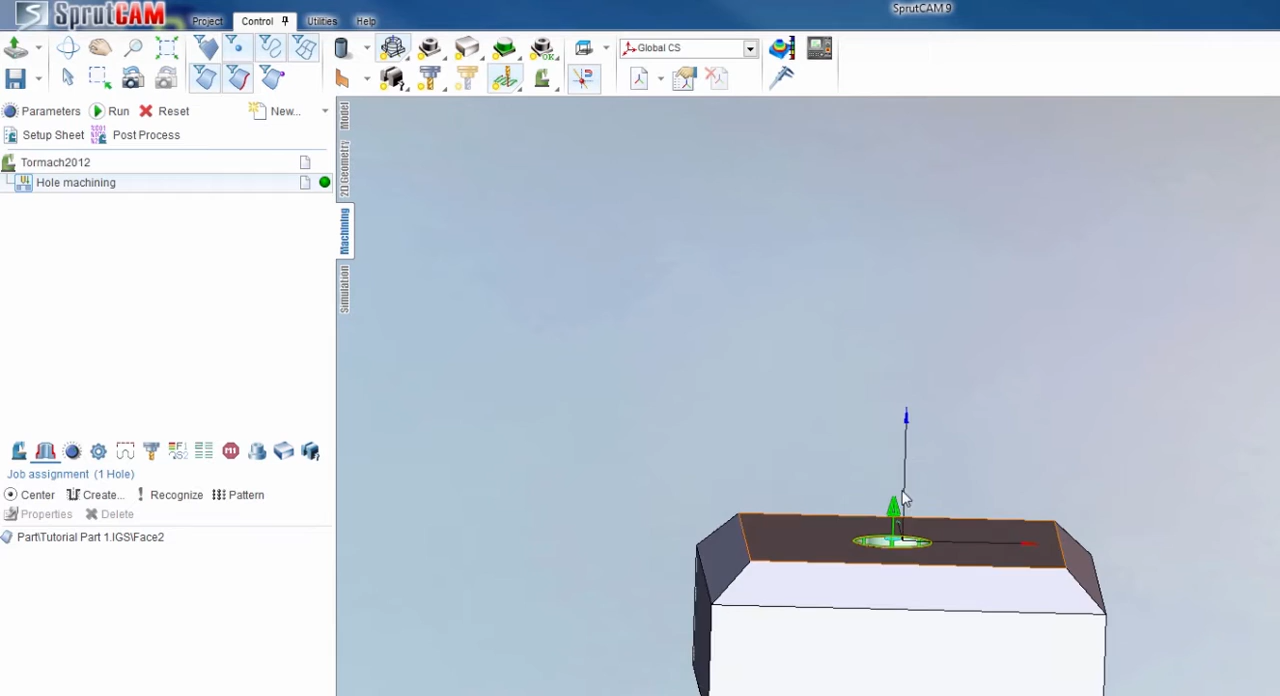 SprutCAM
SprutCAM 9
Project Control Utilities Help
Global CS
Parameters Run Reset New...
Setup Sheet Post Process
Tormach2012
Hole machining
Model
2D Geometry
Machining
Simulation
Job assignment (1 Hole)
Center Create... Recognize Pattern
Properties Delete
Part\Tutorial Part 1.IGS\Face2